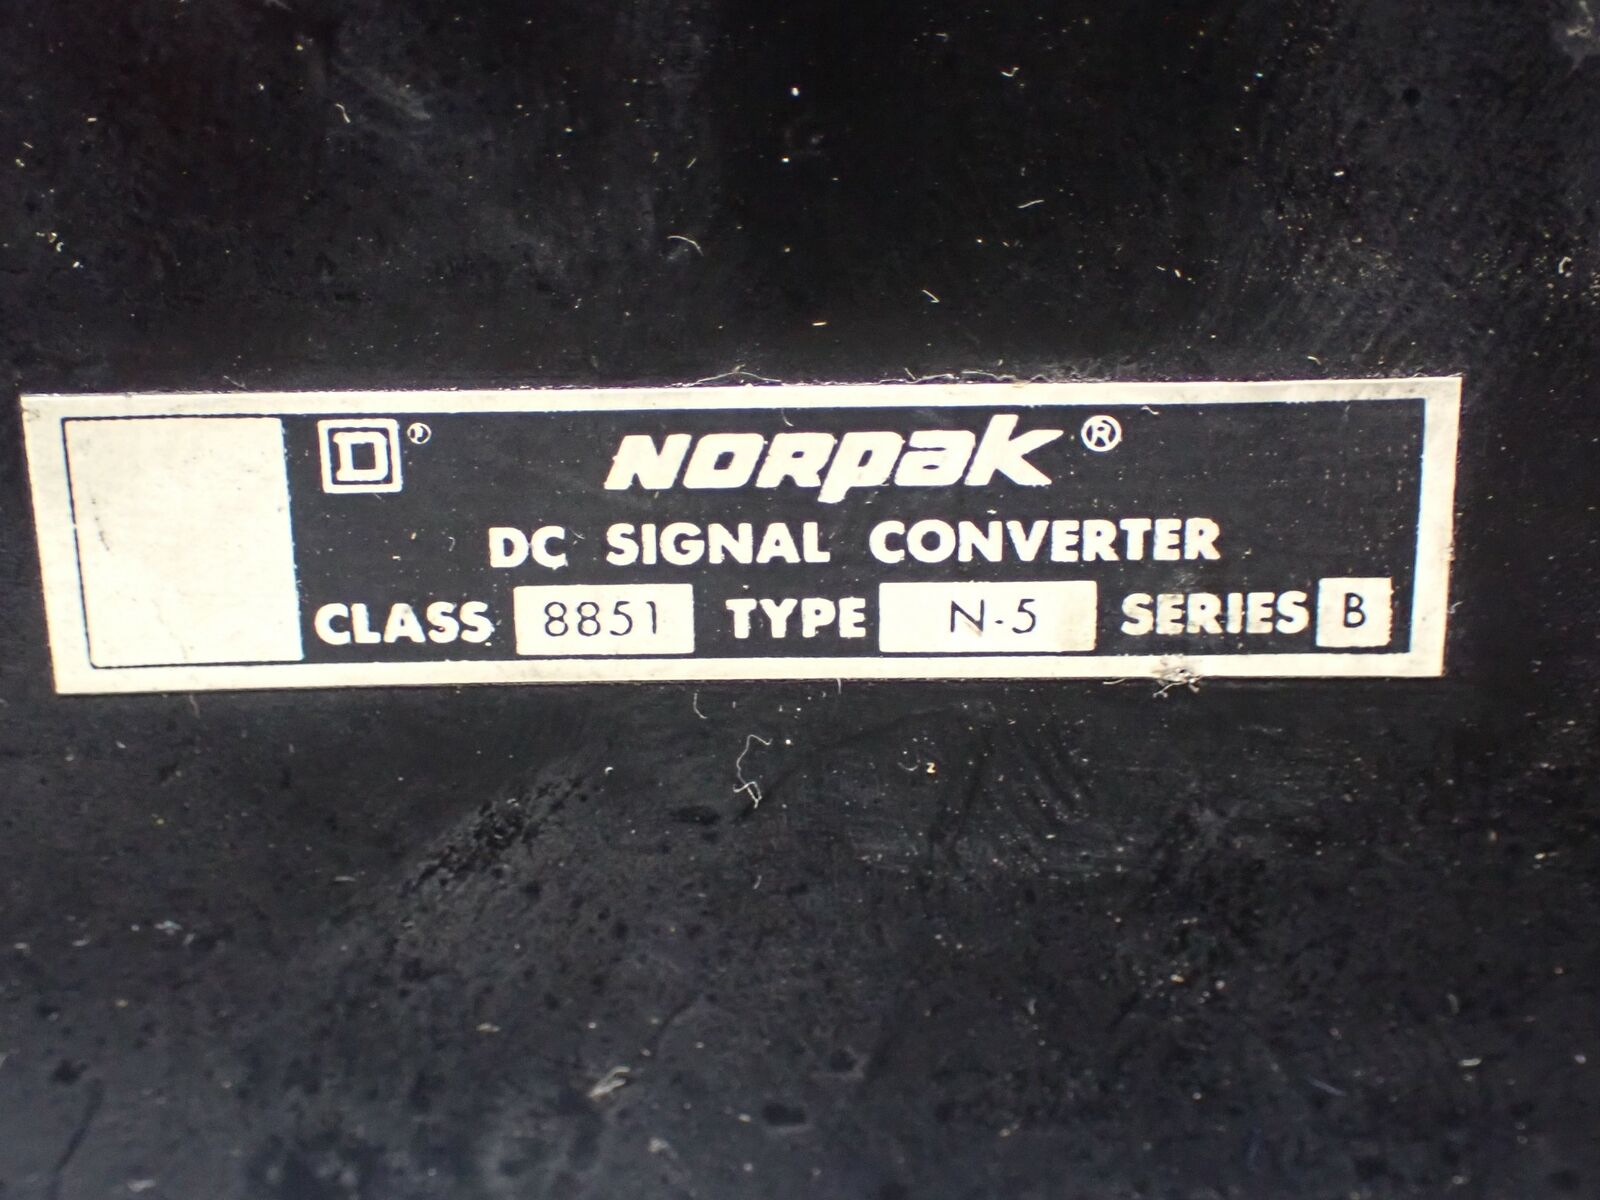 D® NORPAK®
DC SIGNAL CONVERTER
CLASS 8851 TYPE N-5 SERIES B